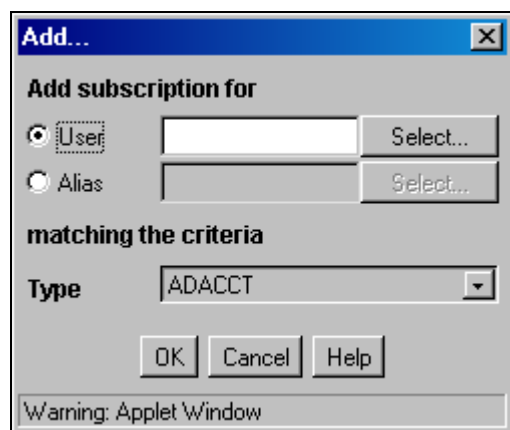 Add...
Add subscription for
User Select...
Alias Select...
matching the criteria
Type ADACCT
OK Cancel Help
Warning: Applet Window